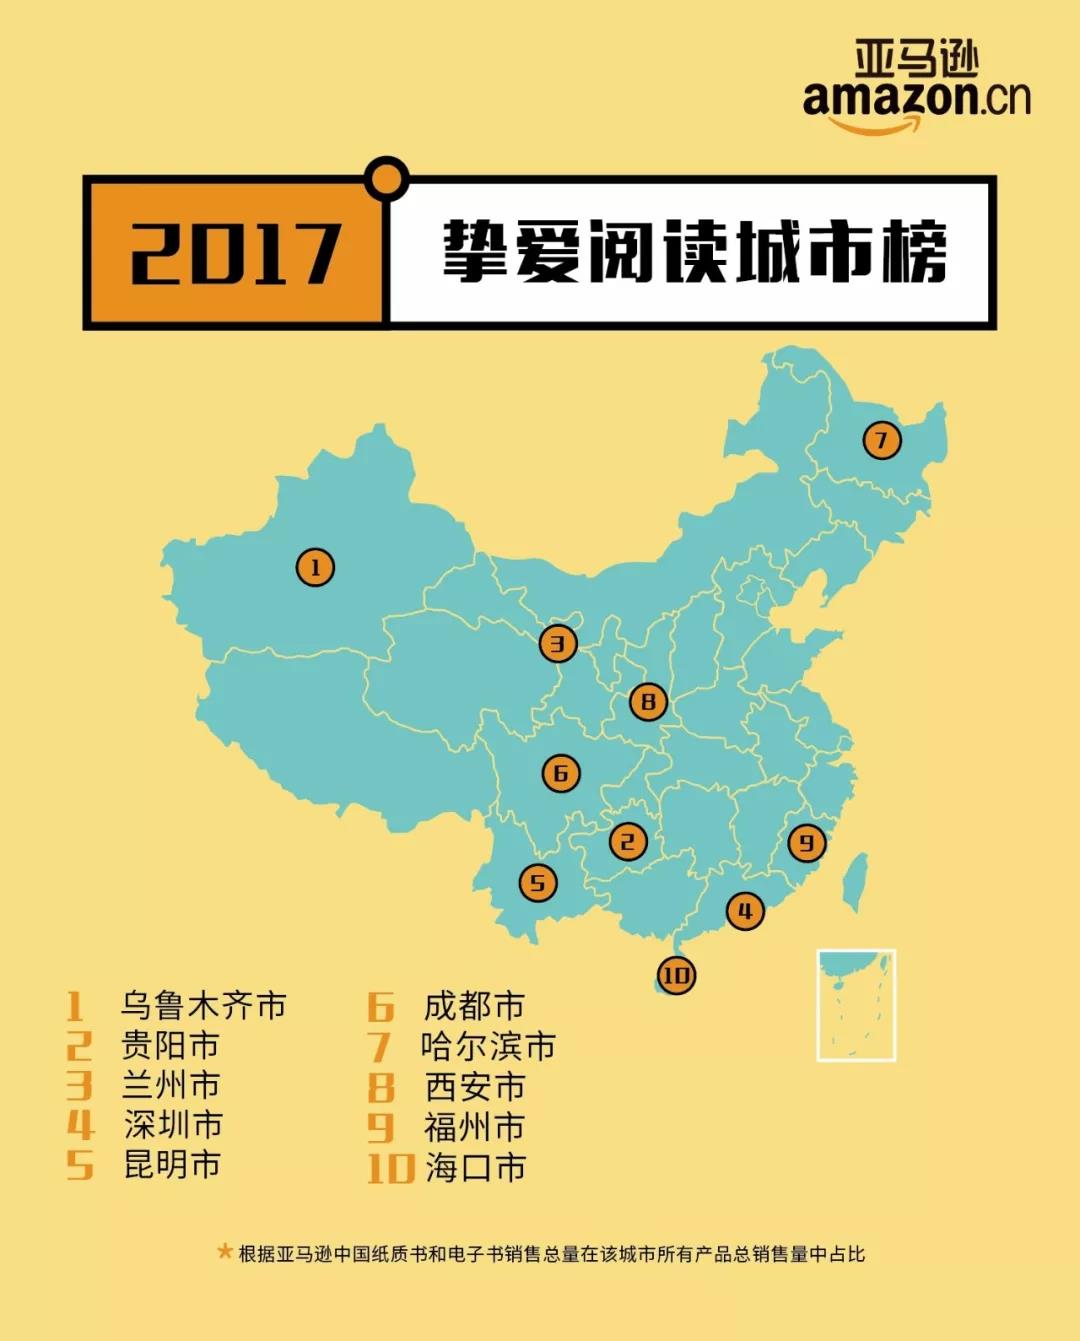 亚马逊
amazon.cn
2017 挚爱阅读城市榜
7
1
3
8
6
2
9
5
4
10
1 乌鲁木齐市
2 贵阳市
3 兰州市
4 深圳市
5 昆明市
6 成都市
7 哈尔滨市
8 西安市
9 福州市
10 海口市
*根据亚马逊中国纸质书和电子书销售总量在该城市所有产品总销售量中占比